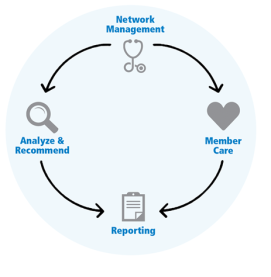 Network
Management
Analyze &
Recommend
Member
Care
Reporting